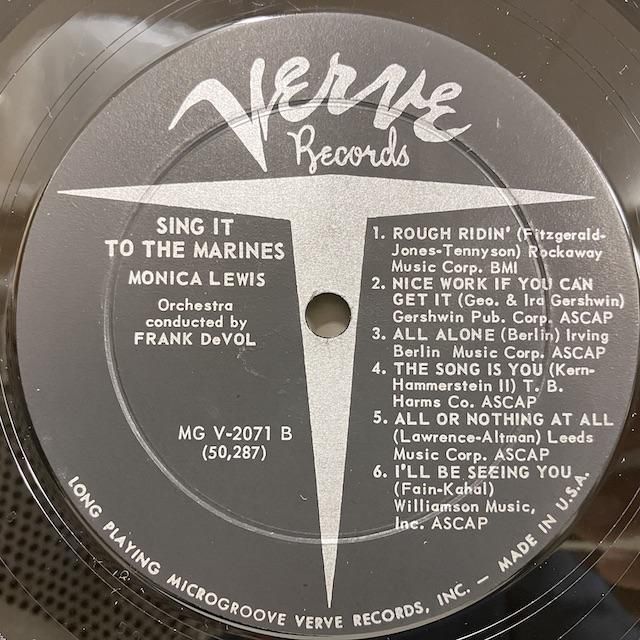 Verve
Records
SING IT
TO THE MARINES
MONICA LEWIS
Orchestra
conducted by
FRANK DeVOL
MG V-2071 B
(50,287)
1. ROUGH RIDIN' (Fitzgerald-
Jones-Tennyson) Rockaway
Music Corp. BMI
2. NICE WORK IF YOU CAN
GET IT (Geo. & Ira Gershwin)
Gershwin Pub. Corp. ASCAP
3. ALL ALONE (Berlin) Irving
Berlin Music Corp. ASCAP
4. THE SONG IS YOU (Kern-
Hammerstein II) T. B.
Harms Co. ASCAP
5. ALL OR NOTHING AT ALL
(Lawrence-Altman) Leeds
Music Corp. ASCAP
6. I'LL BE SEEING YOU
(Fain-Kahal)
Williamson Music,
Inc. ASCAP
LONG PLAYING MICROGROOVE VERVE RECORDS, INC. — MADE IN U.S.A.